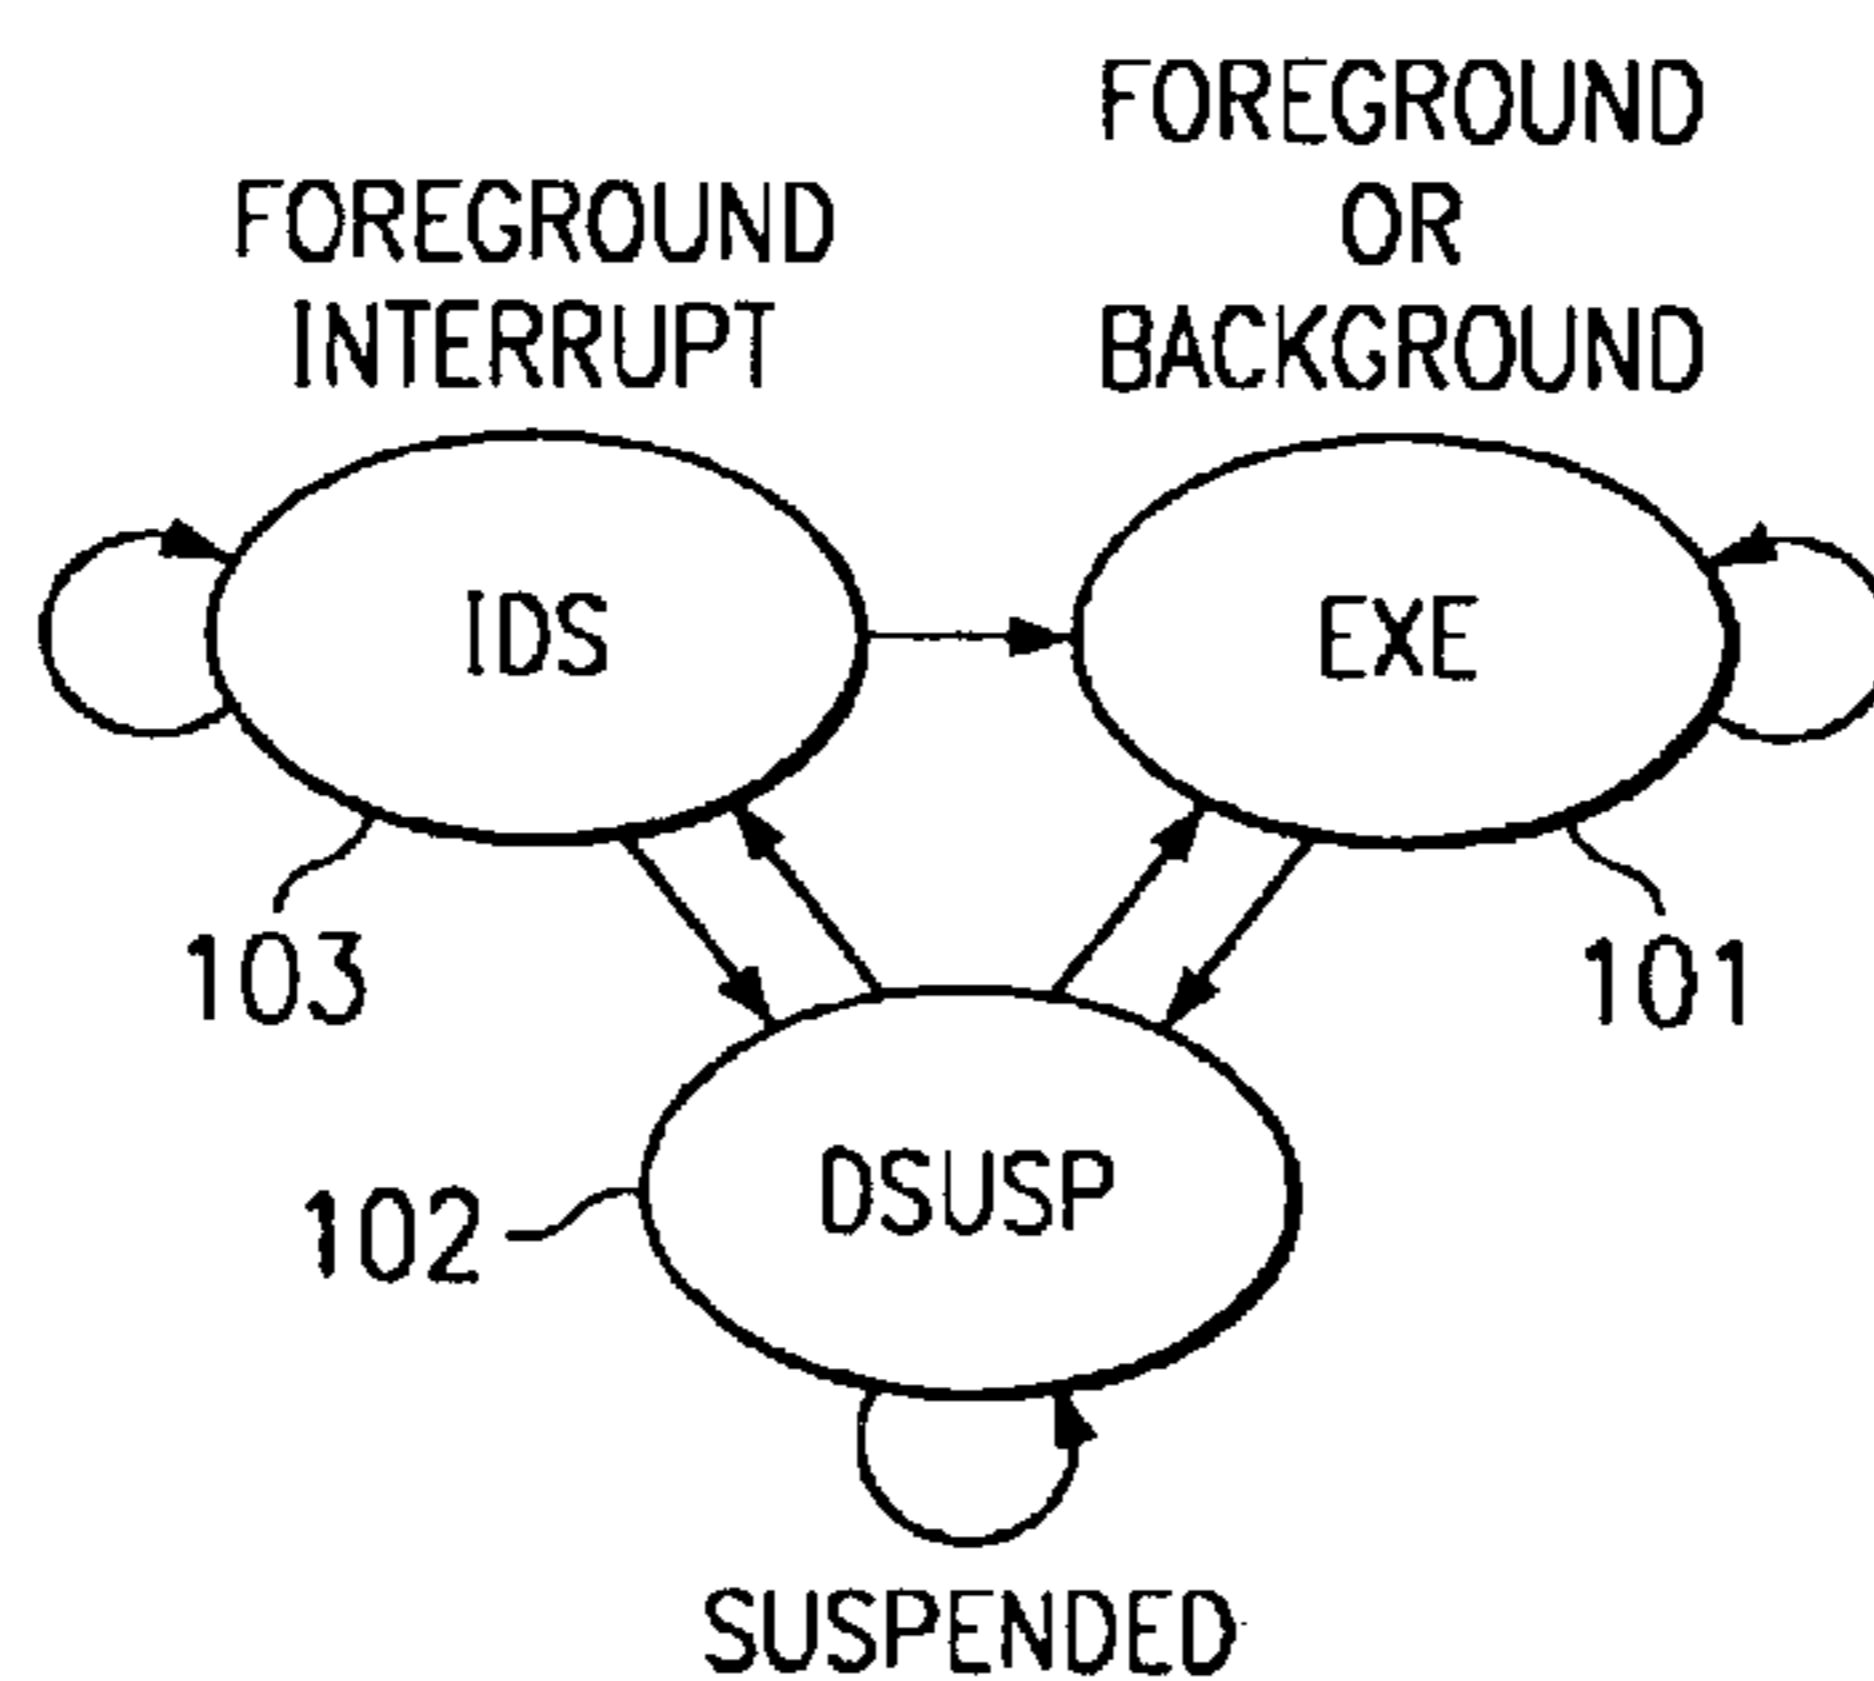 FOREGROUND
OR
BACKGROUND
FOREGROUND
INTERRUPT
IDS
EXE
103
101
DSUSP
102
SUSPENDED